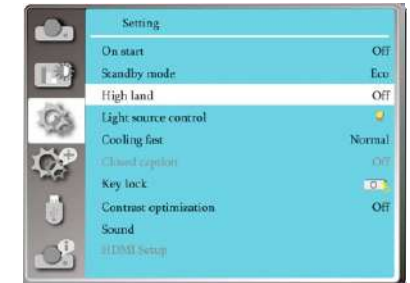 Setting
On start Off
Standby mode Eco
High land Off
Light source control
Cooling fast Normal
Closed caption Off
Key lock
Contrast optimization Off
Sound
HDMI Setup